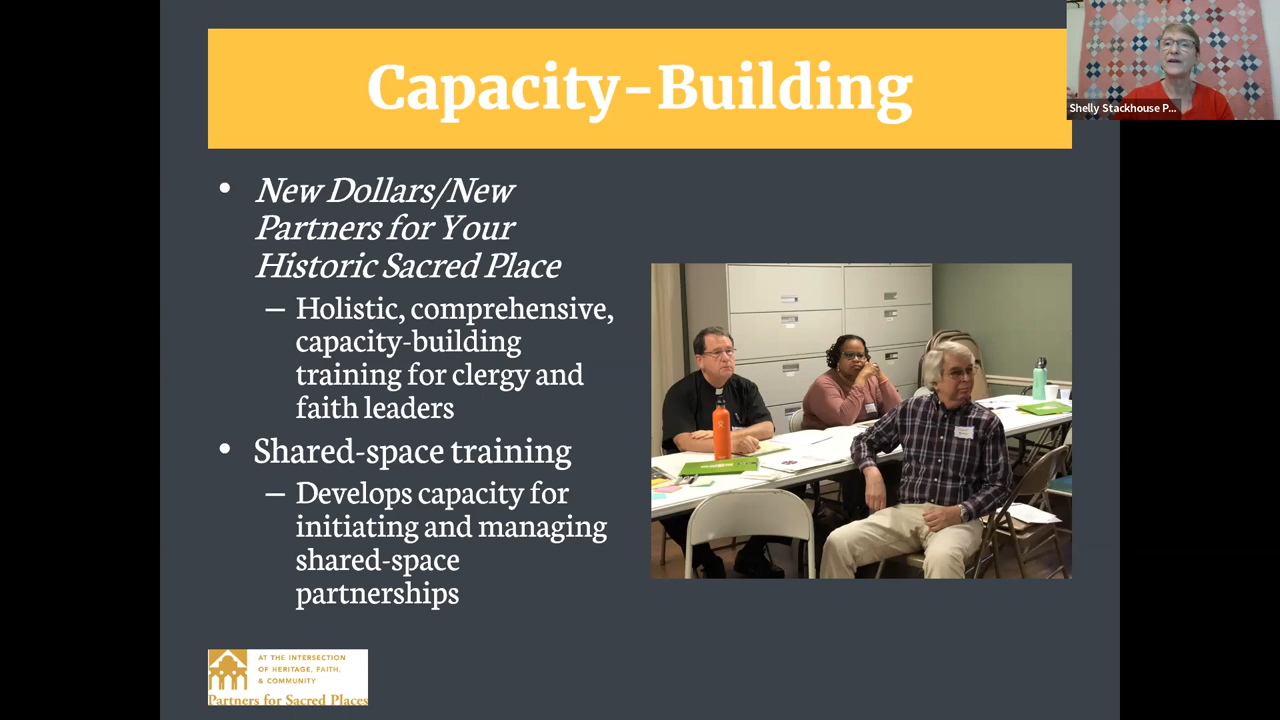 Capacity-Building
Shelly Stackhouse P...
• New Dollars/New
Partners for Your
Historic Sacred Place
– Holistic, comprehensive,
capacity-building
training for clergy and
faith leaders
• Shared-space training
– Develops capacity for
initiating and managing
shared-space
partnerships
AT THE INTERSECTION
OF HERITAGE, FAITH,
& COMMUNITY
Partners for Sacred Places